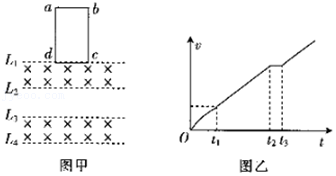 a b
d c
L₁
× × × × ×
L₂
L₃
× × × × ×
L₄
图甲
v
O t₁ t₂ t₃ t
图乙